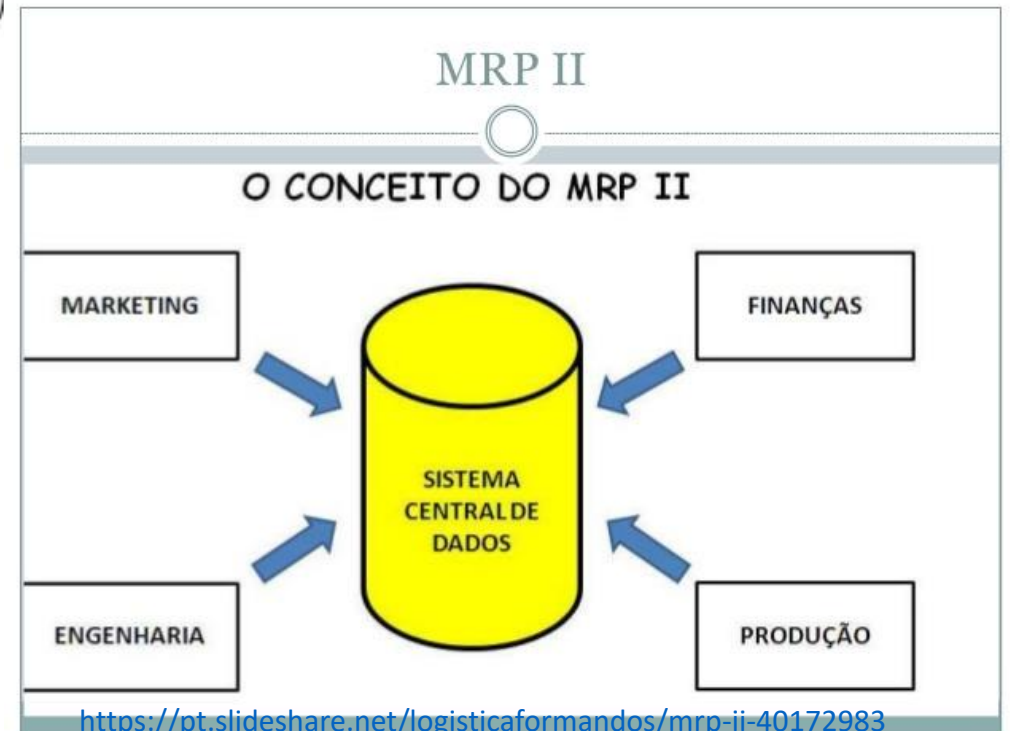 MRP II
O CONCEITO DO MRP II
MARKETING
FINANÇAS
SISTEMA
CENTRAL DE
DADOS
ENGENHARIA
PRODUÇÃO
https://pt.slideshare.net/logisticaformandos/mrp-ii-40172983